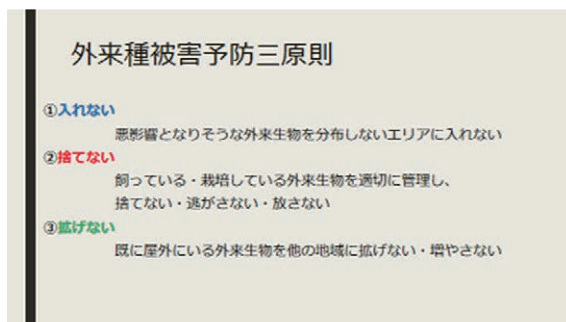 外来種被害予防三原則
①入れない
悪影響となりそうな外来生物を分布しないエリアに入れない
②捨てない
飼っている・栽培している外来生物を適切に管理し、
捨てない・逃がさない・放さない
③拡げない
既に屋外にいる外来生物を他の地域に拡げない・増やさない